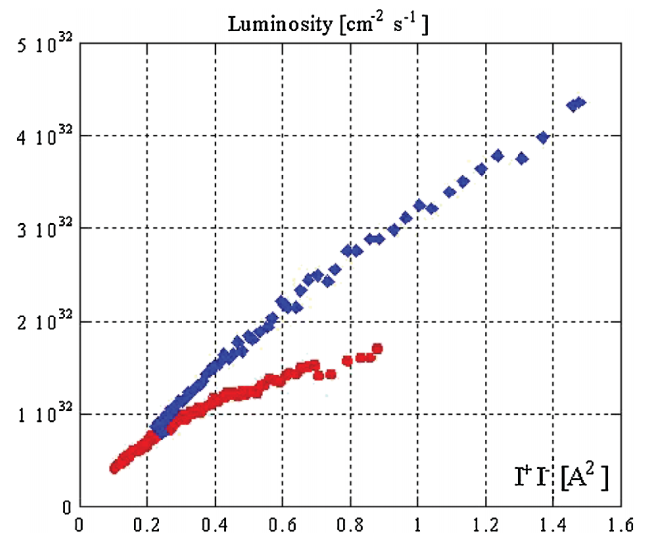 Luminosity [cm⁻² s⁻¹]
5 10³²
4 10³²
3 10³²
2 10³²
1 10³²
0
I⁺ I⁻ [A²]
0 0.2 0.4 0.6 0.8 1 1.2 1.4 1.6